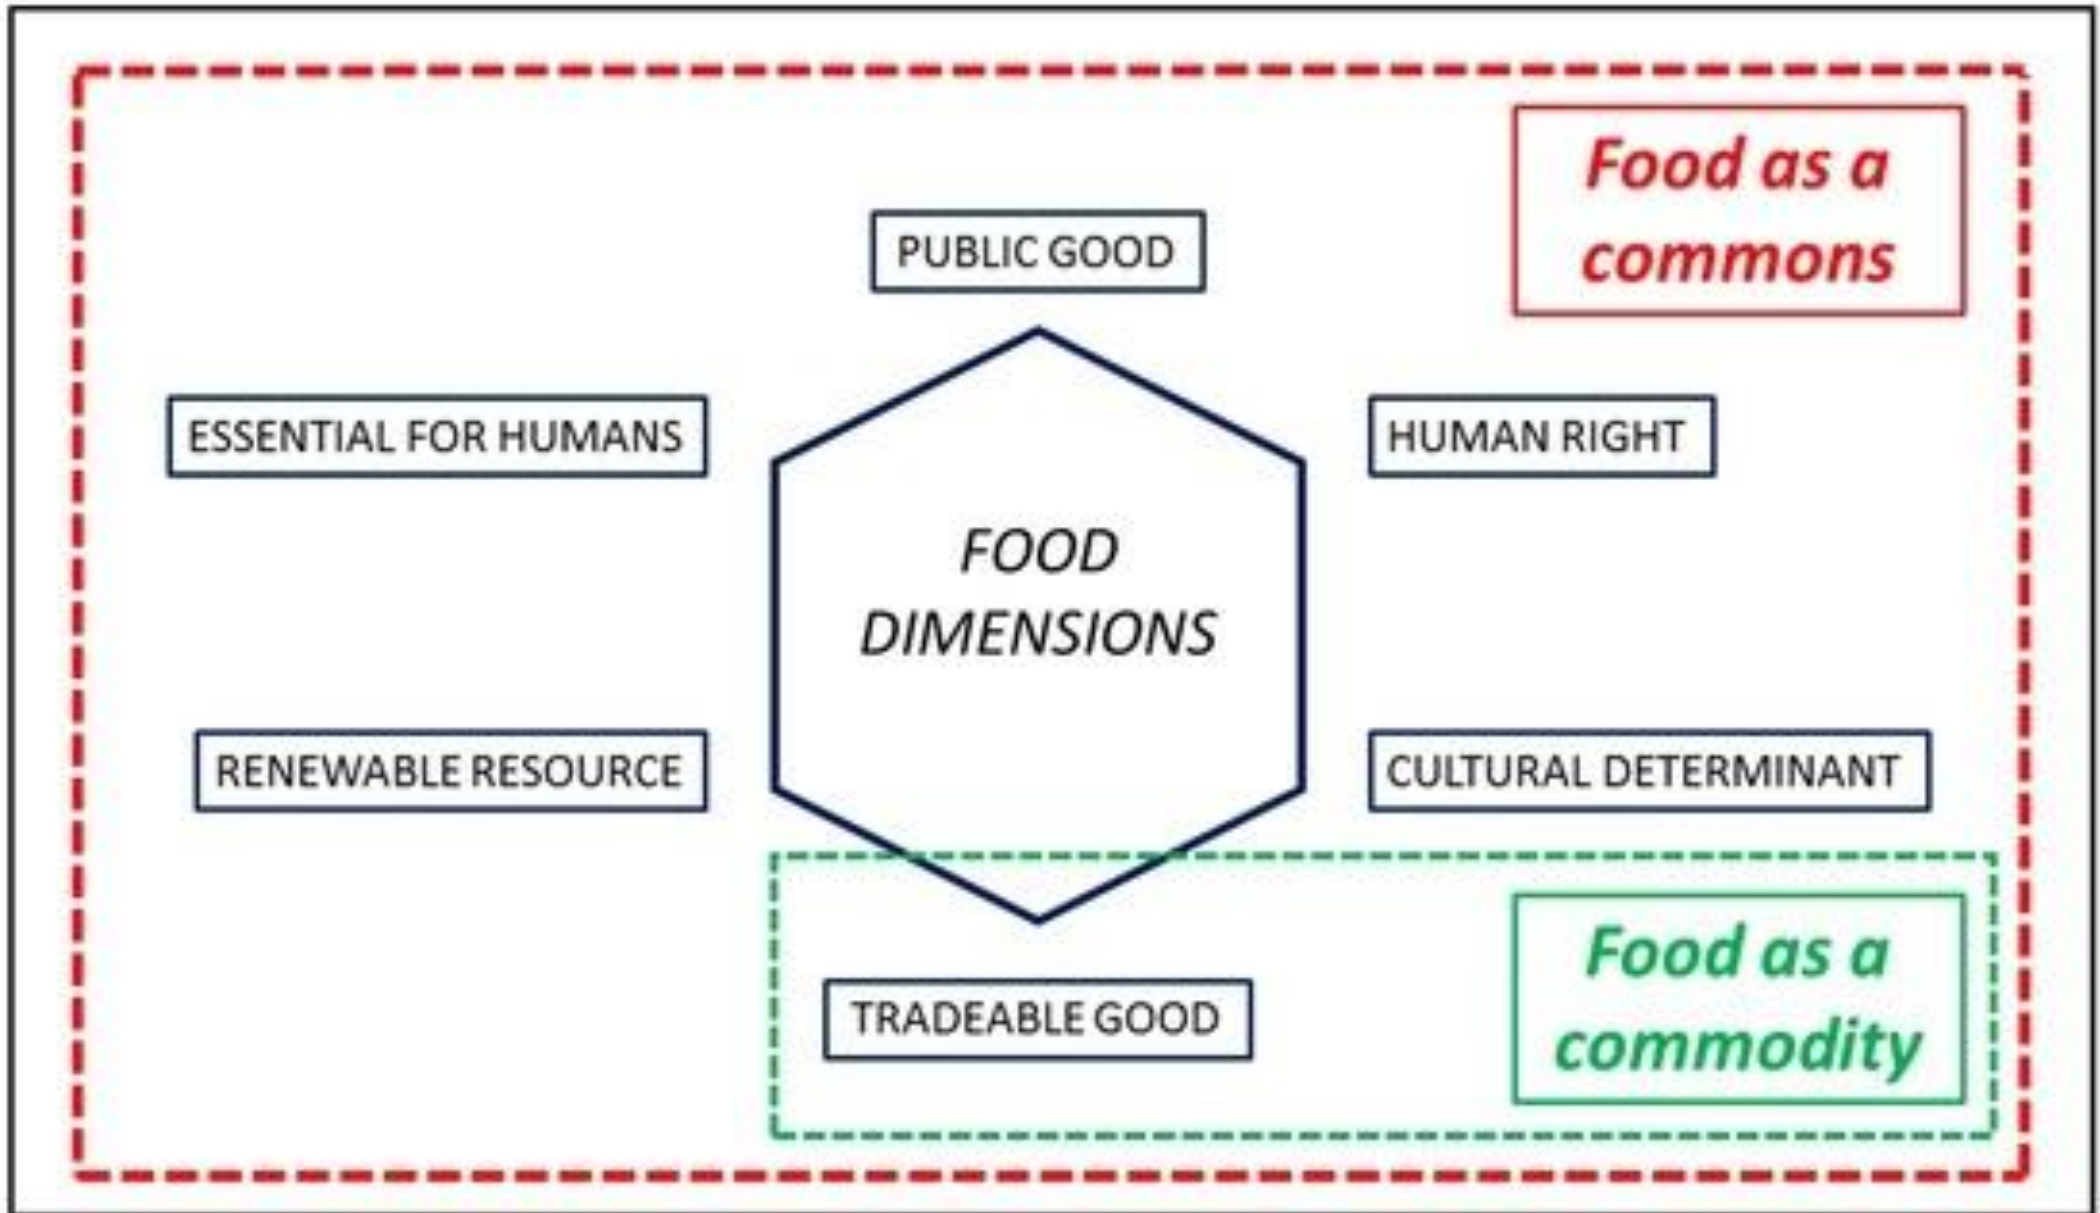 Food as a
commons
PUBLIC GOOD
ESSENTIAL FOR HUMANS
HUMAN RIGHT
FOOD
DIMENSIONS
RENEWABLE RESOURCE
CULTURAL DETERMINANT
Food as a
commodity
TRADEABLE GOOD